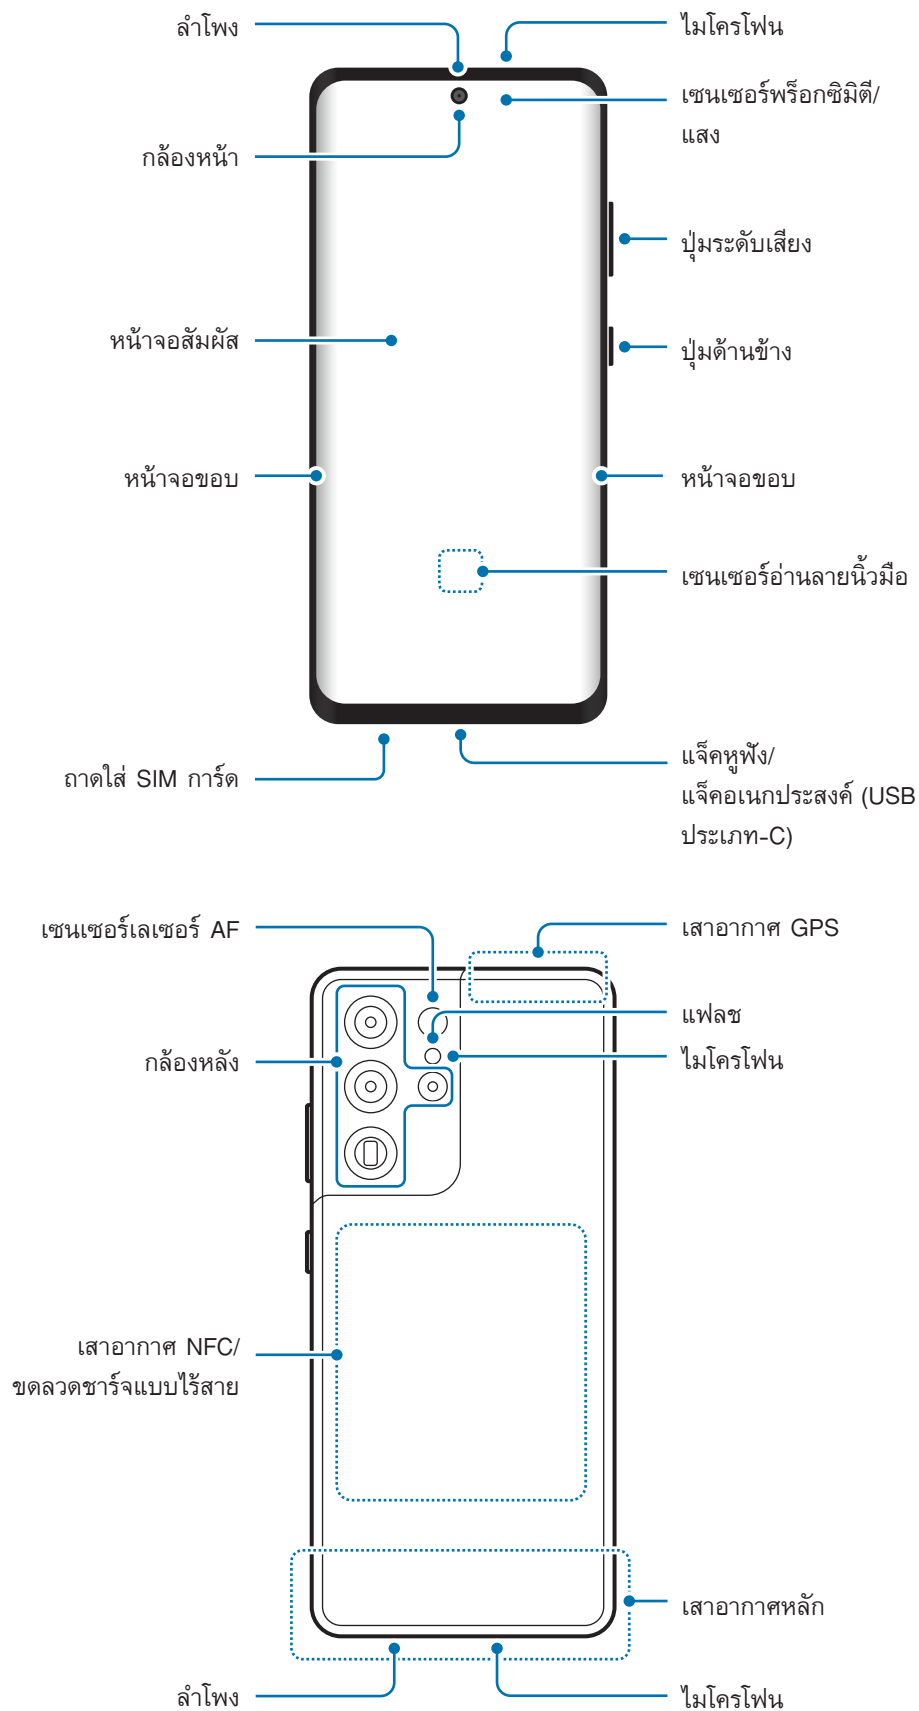 ลำโพง
ไมโครโฟน
เซนเซอร์พร็อกซิมิตี/
แสง
กล้องหน้า
ปุ่มระดับเสียง
หน้าจอสัมผัส
ปุ่มด้านข้าง
หน้าจอขอบ
หน้าจอขอบ
เซนเซอร์อ่านลายนิ้วมือ
ถาดใส่ SIM การ์ด
แจ็คหูฟัง/
แจ็คอเนกประสงค์ (USB
ประเภท-C)
เซนเซอร์เลเซอร์ AF
เสาอากาศ GPS
แฟลช
กล้องหลัง
ไมโครโฟน
เสาอากาศ NFC/
ขดลวดชาร์จแบบไร้สาย
เสาอากาศหลัก
ลำโพง
ไมโครโฟน